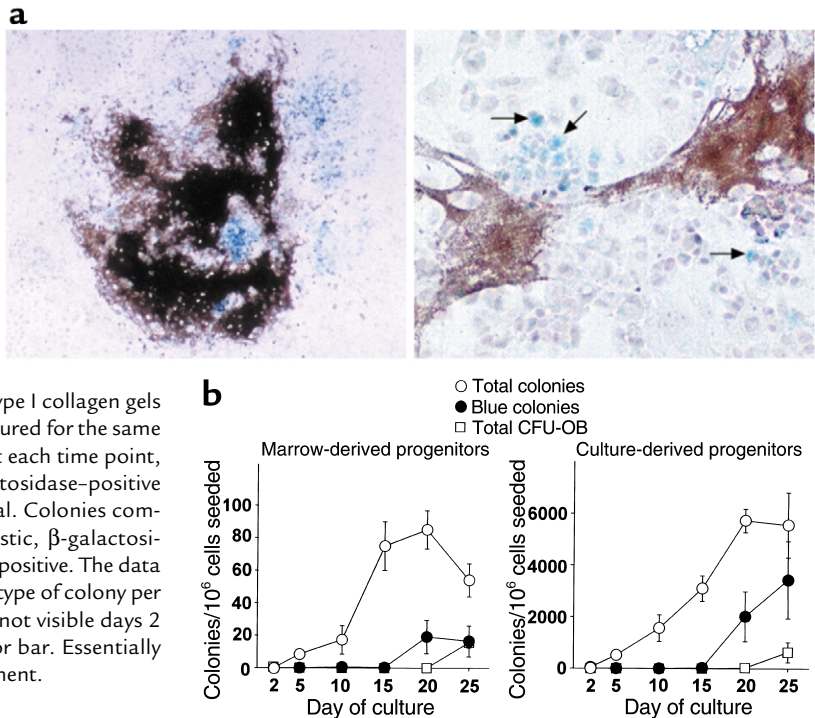 a
ype I collagen gels
ured for the same
t each time point,
tosidase–positive
al. Colonies com-
stic, β-galactosi-
positive. The data
type of colony per
not visible days 2
or bar. Essentially
nent.
b
Total colonies
Blue colonies
Total CFU-OB
Marrow-derived progenitors
Colonies/10⁶ cells seeded
100
80
60
40
20
0
2 5 10 15 20 25
Day of culture
Culture-derived progenitors
Colonies/10⁶ cells seeded
6000
4000
2000
0
2 5 10 15 20 25
Day of culture